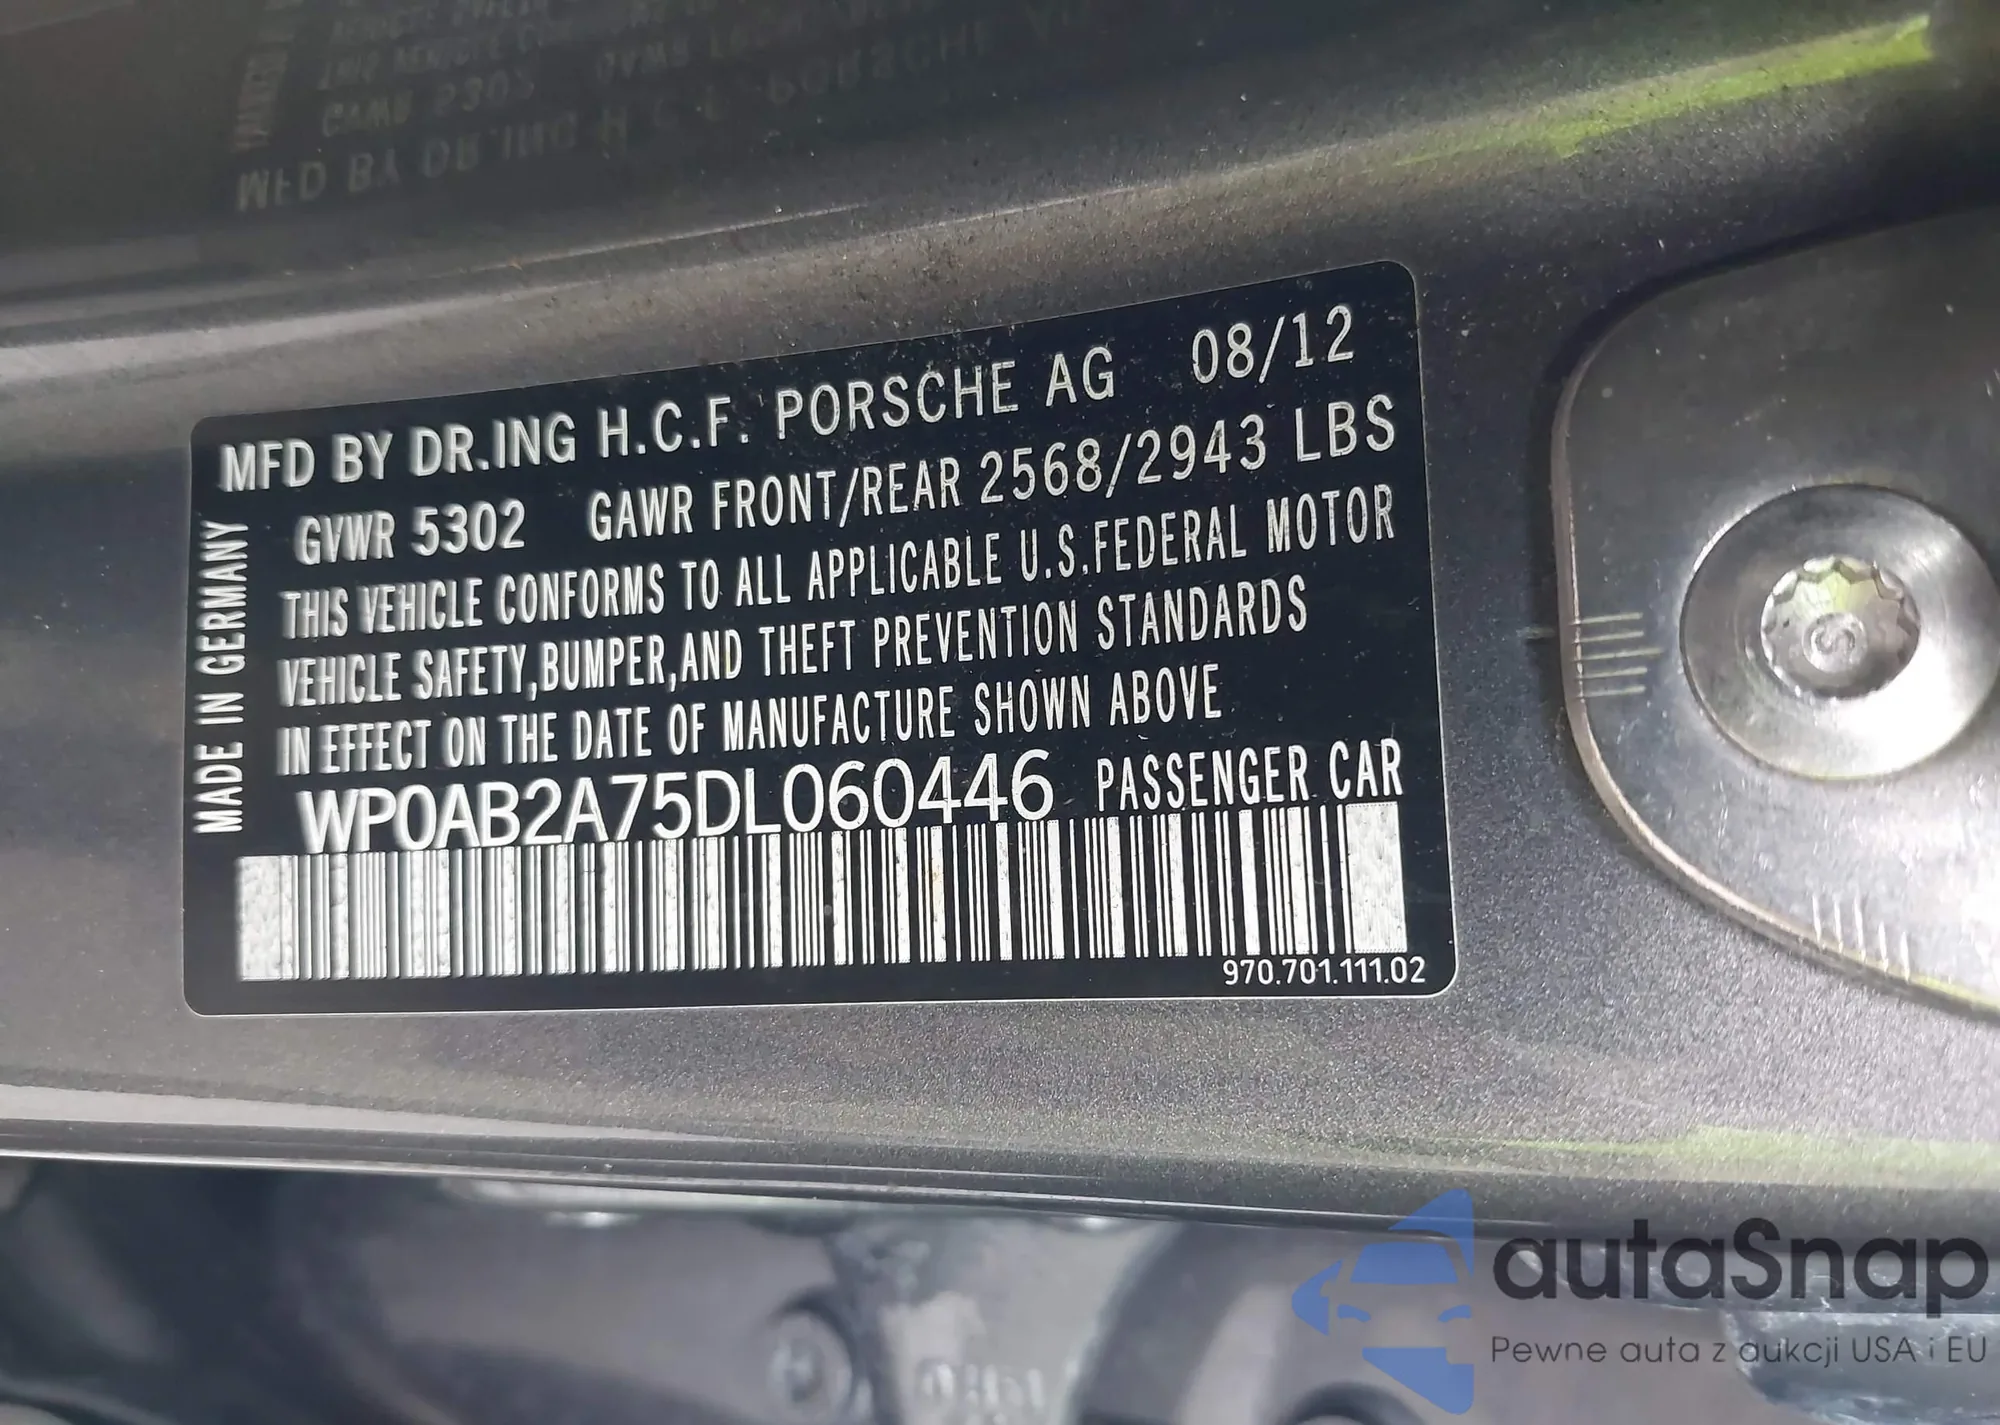 MFD BY DR.ING H.C.F. PORSCHE AG 08/12
GVWR 5302 GAWR FRONT/REAR 2568/2943 LBS
THIS VEHICLE CONFORMS TO ALL APPLICABLE U.S.FEDERAL MOTOR
VEHICLE SAFETY,BUMPER,AND THEFT PREVENTION STANDARDS
IN EFFECT ON THE DATE OF MANUFACTURE SHOWN ABOVE
WP0AB2A75DL060446 PASSENGER CAR
970.701.111.02
MADE IN GERMANY
autaSnap
Pewne auta z aukcji USA i EU